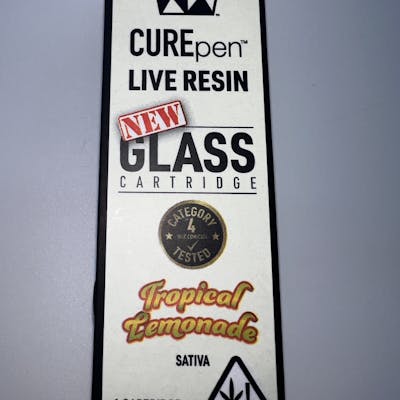 CUREpen™
LIVE RESIN
NEW
GLASS
CARTRIDGE
CATEGORY
4
TESTED
Tropical
Lemonade
SATIVA